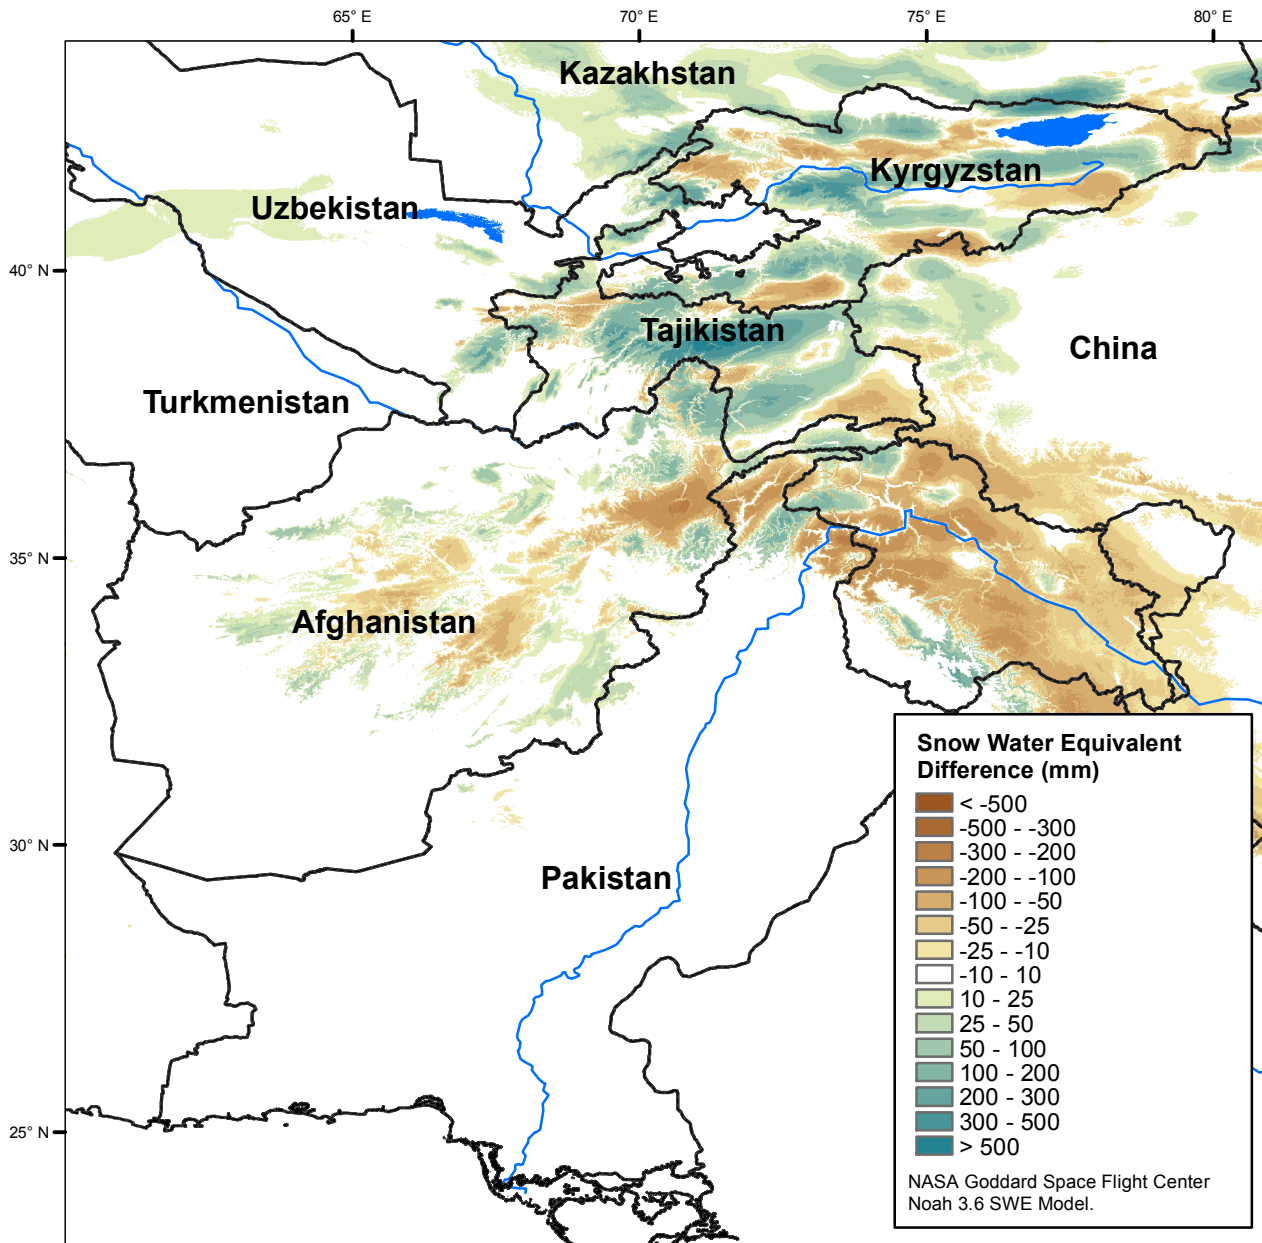 65° E
70° E
75° E
80° E
Kazakhstan
Kyrgyzstan
Uzbekistan
40° N
Tajikistan
China
Turkmenistan
35° N
Afghanistan
30° N
Pakistan
25° N
Snow Water Equivalent
Difference (mm)
< -500
-500 - -300
-300 - -200
-200 - -100
-100 - -50
-50 - -25
-25 - -10
-10 - 10
10 - 25
25 - 50
50 - 100
100 - 200
200 - 300
300 - 500
> 500
NASA Goddard Space Flight Center
Noah 3.6 SWE Model.